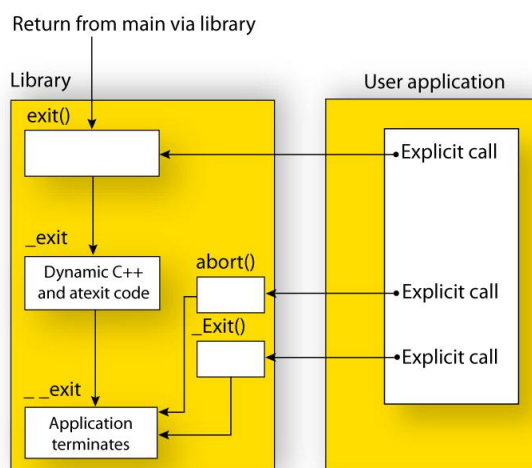 Return from main via library
Library
User application
exit()
Explicit call
_exit
Dynamic C++
and atexit code
abort()
Explicit call
_Exit()
Explicit call
_ _exit
Application
terminates